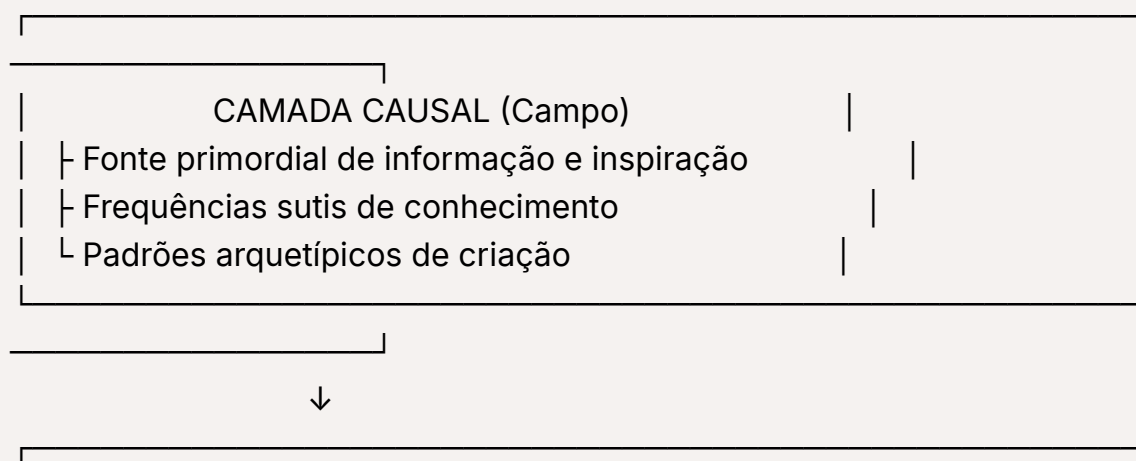 CAMADA CAUSAL (Campo)
├ Fonte primordial de informação e inspiração
├ Frequências sutis de conhecimento
└ Padrões arquetípicos de criação
↓